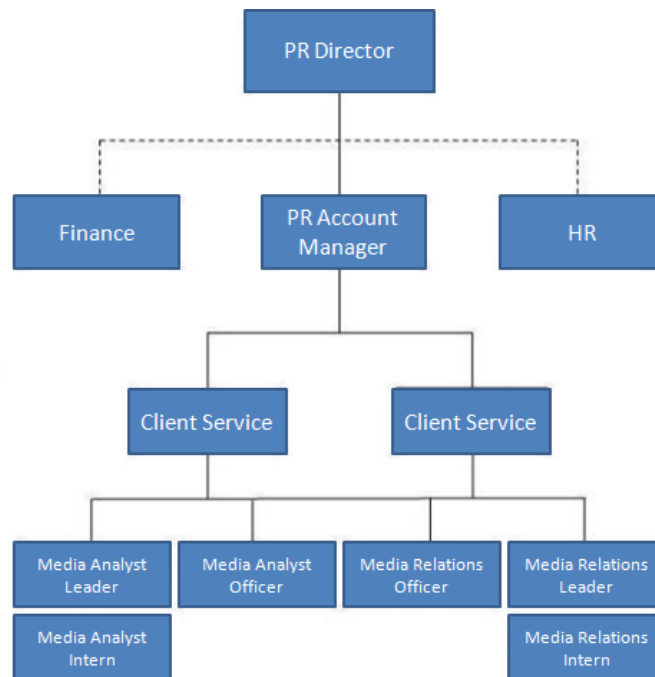 PR Director
Finance
PR Account
Manager
HR
Client Service
Client Service
Media Analyst
Leader
Media Analyst
Officer
Media Relations
Officer
Media Relations
Leader
Media Analyst
Intern
Media Relations
Intern